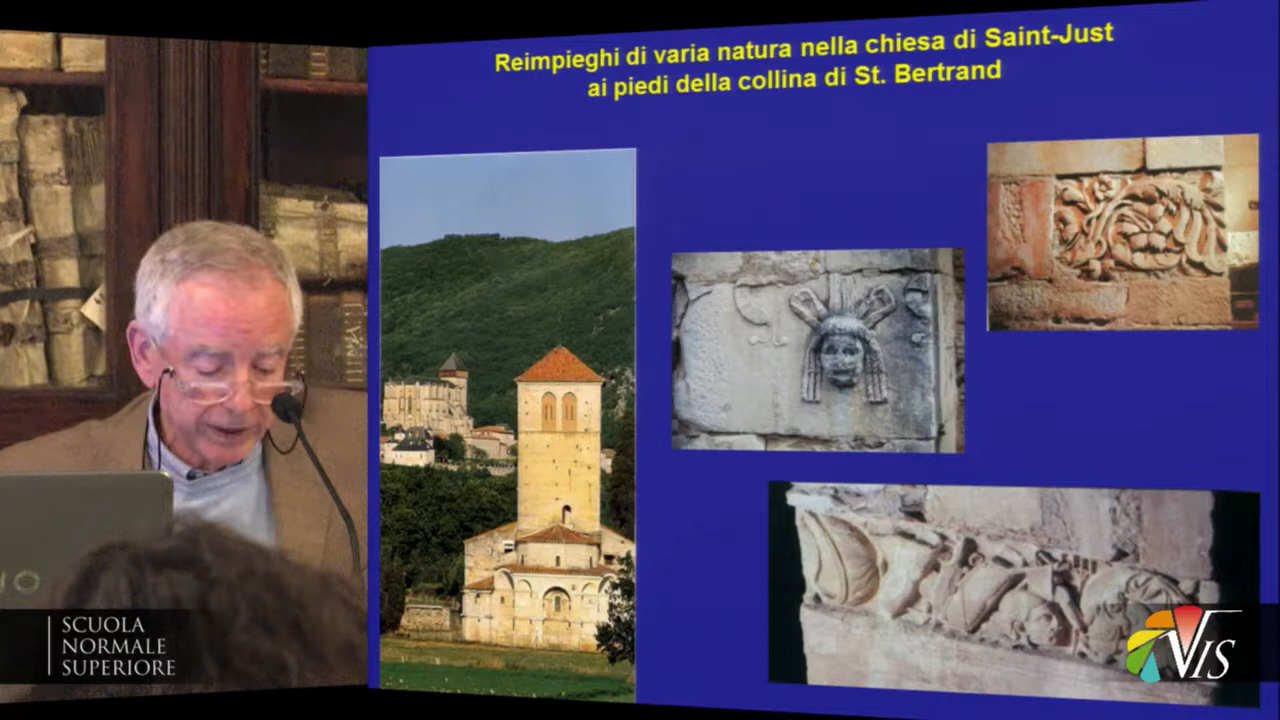 Reimpieghi di varia natura nella chiesa di Saint-Just
ai piedi della collina di St. Bertrand
SCUOLA
NORMALE
SUPERIORE
VIS